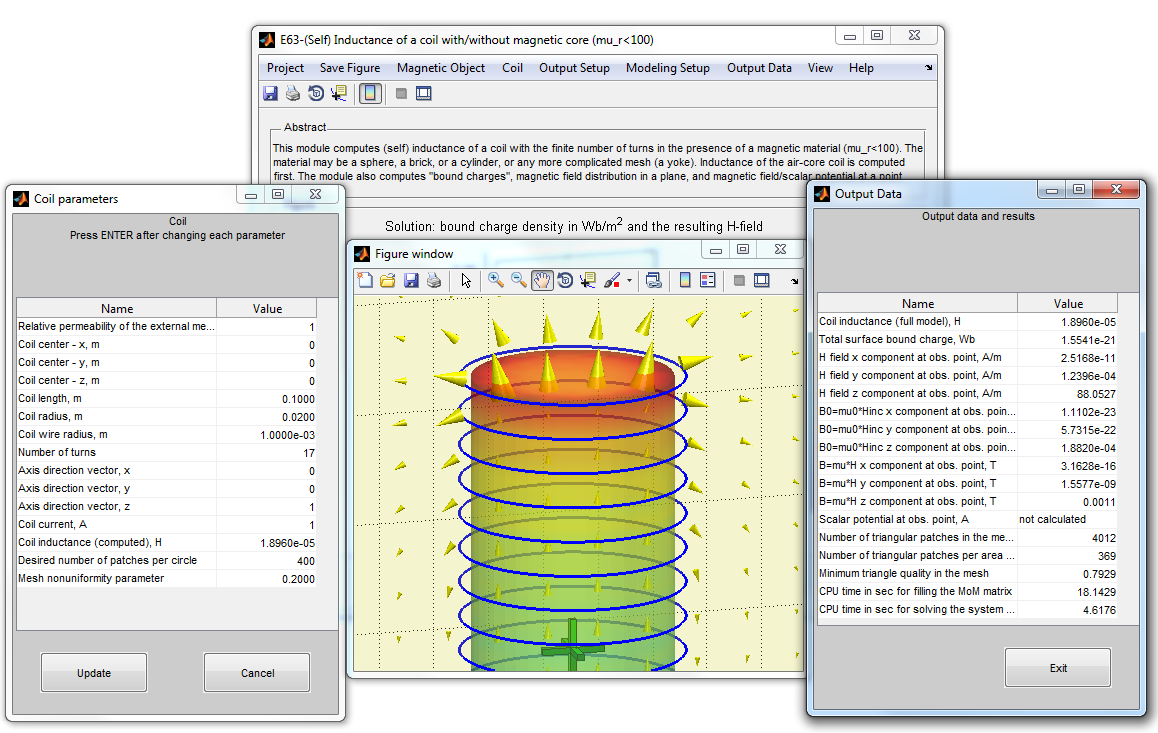 E63-(Self) Inductance of a coil with/without magnetic core (mu_r<100)
Project Save Figure Magnetic Object Coil Output Setup Modeling Setup Output Data View Help
Abstract
This module computes (self) inductance of a coil with the finite number of turns in the presence of a magnetic material (mu_r<100). The
material may be a sphere, a brick, or a cylinder, or any more complicated mesh (a yoke). Inductance of the air-core coil is computed
first. The module also computes "bound charges", magnetic field distribution in a plane, and magnetic field/scalar potential at a point
Solution: bound charge density in Wb/m² and the resulting H-field
Coil parameters
Coil
Press ENTER after changing each parameter
Name Value
Relative permeability of the external me... 1
Coil center - x, m 0
Coil center - y, m 0
Coil center - z, m 0
Coil length, m 0.1000
Coil radius, m 0.0200
Coil wire radius, m 1.0000e-03
Number of turns 17
Axis direction vector, x 0
Axis direction vector, y 0
Axis direction vector, z 1
Coil current, A 1
Coil inductance (computed), H 1.8960e-05
Desired number of patches per circle 400
Mesh nonuniformity parameter 0.2000
Update Cancel
Figure window
Output Data
Output data and results
Name Value
Coil inductance (full model), H 1.8960e-05
Total surface bound charge, Wb 1.5541e-21
H field x component at obs. point, A/m 2.5168e-11
H field y component at obs. point, A/m 1.2396e-04
H field z component at obs. point, A/m 88.0527
B0=mu0*Hinc x component at obs. poin... 1.1102e-23
B0=mu0*Hinc y component at obs. poin... 5.7315e-22
B0=mu0*Hinc z component at obs. poin... 1.8820e-04
B=mu*H x component at obs. point, T 3.1628e-16
B=mu*H y component at obs. point, T 1.5577e-09
B=mu*H z component at obs. point, T 0.0011
Scalar potential at obs. point, A not calculated
Number of triangular patches in the me... 4012
Number of triangular patches per area ... 369
Minimum triangle quality in the mesh 0.7929
CPU time in sec for filling the MoM matrix 18.1429
CPU time in sec for solving the system ... 4.6176
Exit